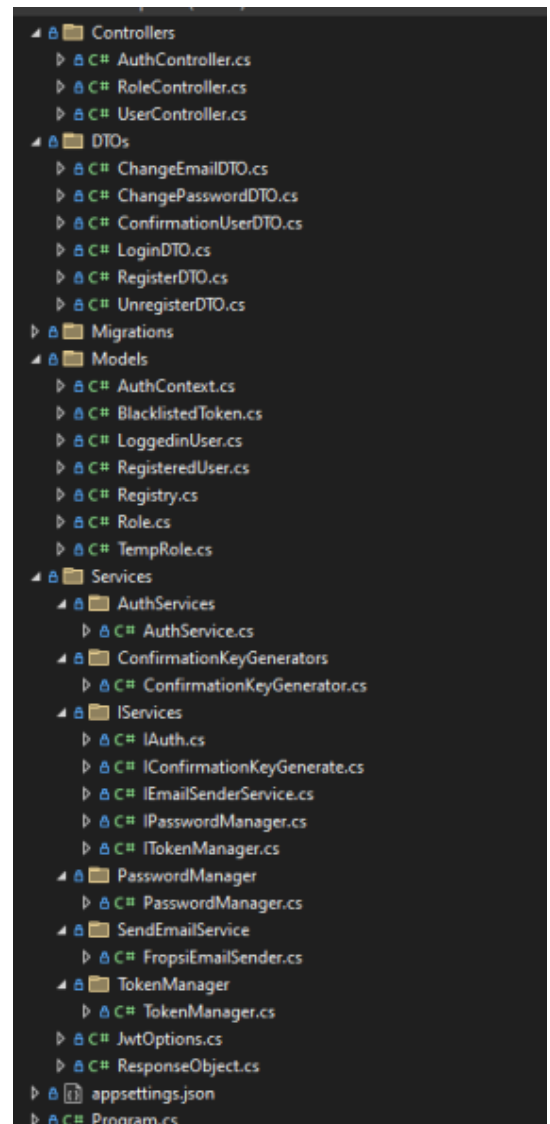 Controllers
C# AuthController.cs
C# RoleController.cs
C# UserController.cs
DTOs
C# ChangeEmailDTO.cs
C# ChangePasswordDTO.cs
C# ConfirmationUserDTO.cs
C# LoginDTO.cs
C# RegisterDTO.cs
C# UnregisterDTO.cs
Migrations
Models
C# AuthContext.cs
C# BlacklistedToken.cs
C# LoggedinUser.cs
C# RegisteredUser.cs
C# Registry.cs
C# Role.cs
C# TempRole.cs
Services
AuthServices
C# AuthService.cs
ConfirmationKeyGenerators
C# ConfirmationKeyGenerator.cs
IServices
C# IAuth.cs
C# IConfirmationKeyGenerate.cs
C# IEmailSenderService.cs
C# IPasswordManager.cs
C# ITokenManager.cs
PasswordManager
C# PasswordManager.cs
SendEmailService
C# FropsiEmailSender.cs
TokenManager
C# TokenManager.cs
C# JwtOptions.cs
C# ResponseObject.cs
appsettings.json
C# Program.cs